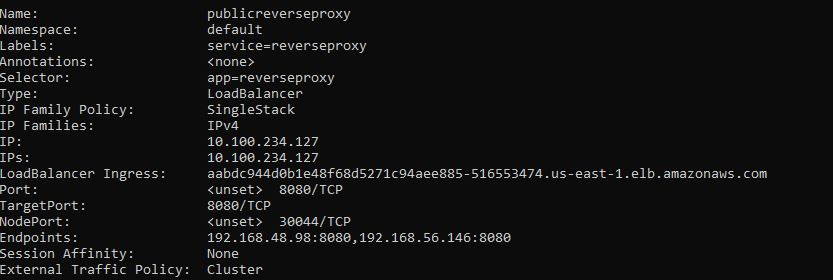 Name: publicreverseproxy
Namespace: default
Labels: service=reverseproxy
Annotations: <none>
Selector: app=reverseproxy
Type: LoadBalancer
IP Family Policy: SingleStack
IP Families: IPv4
IP: 10.100.234.127
IPs: 10.100.234.127
LoadBalancer Ingress: aabdc944d0b1e48f68d5271c94aee885-516553474.us-east-1.elb.amazonaws.com
Port: <unset> 8080/TCP
TargetPort: 8080/TCP
NodePort: <unset> 30044/TCP
Endpoints: 192.168.48.98:8080,192.168.56.146:8080
Session Affinity: None
External Traffic Policy: Cluster